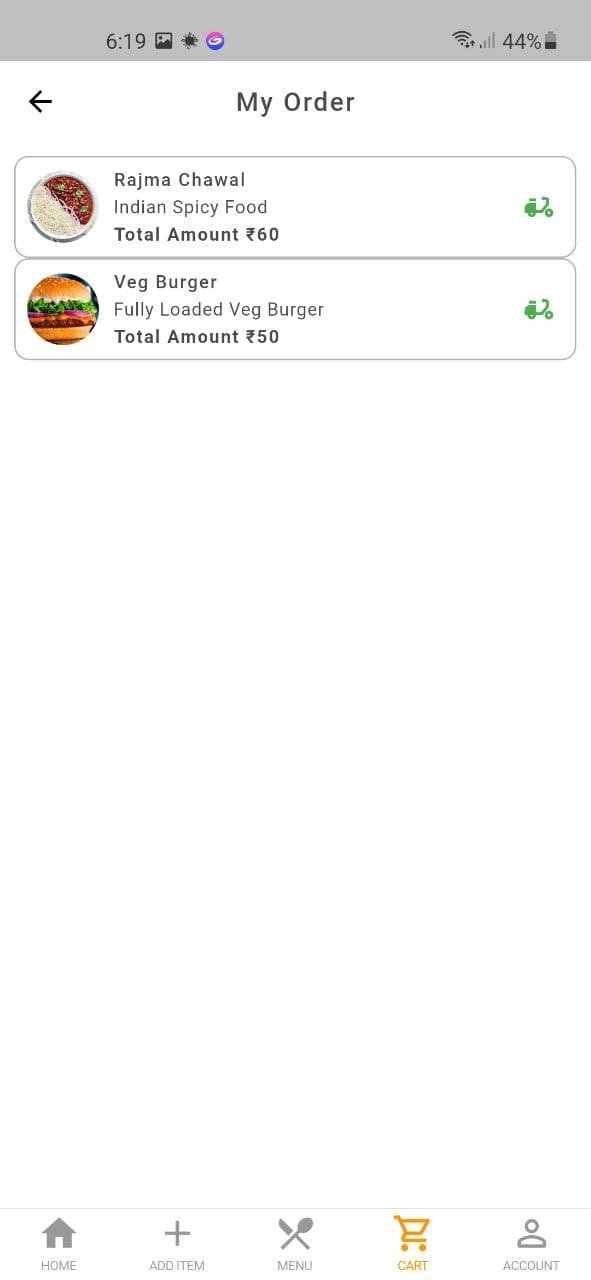 6:19 44%
My Order
Rajma Chawal
Indian Spicy Food
Total Amount ₹60
Veg Burger
Fully Loaded Veg Burger
Total Amount ₹50
HOME ADD ITEM MENU CART ACCOUNT